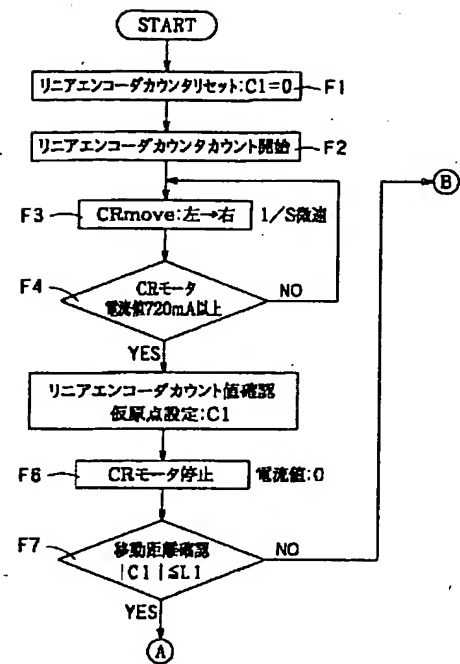 START
リニアエンコーダカウンタリセット:C1=0 F1
リニアエンコーダカウンタカウント開始 F2
B
F3 CRmove:左→右 1/S微速
F4 CRモータ
電流値720mA以上
NO
YES
リニアエンコーダカウント値確認
仮原点設定:C1
F6 CRモータ停止 電流値:0
F7 移動距離確認
|C1|≦L1
NO
YES
A